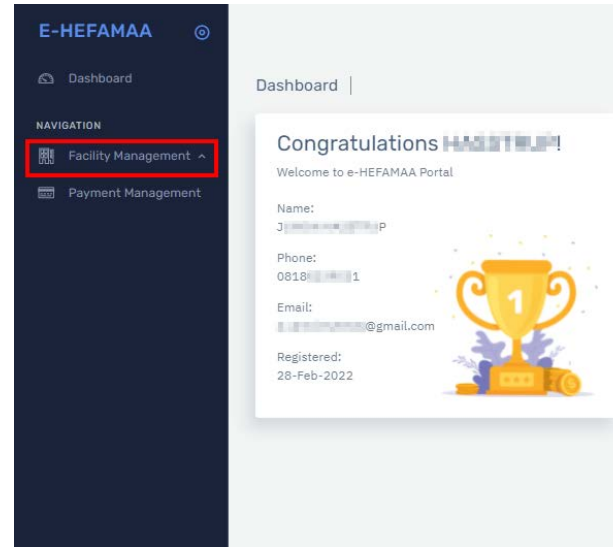 E-HEFAMAA
Dashboard
NAVIGATION
Facility Management
Payment Management
Dashboard
Congratulations !
Welcome to e-HEFAMAA Portal
Name:
Phone:
Email:
@gmail.com
Registered:
28-Feb-2022
1